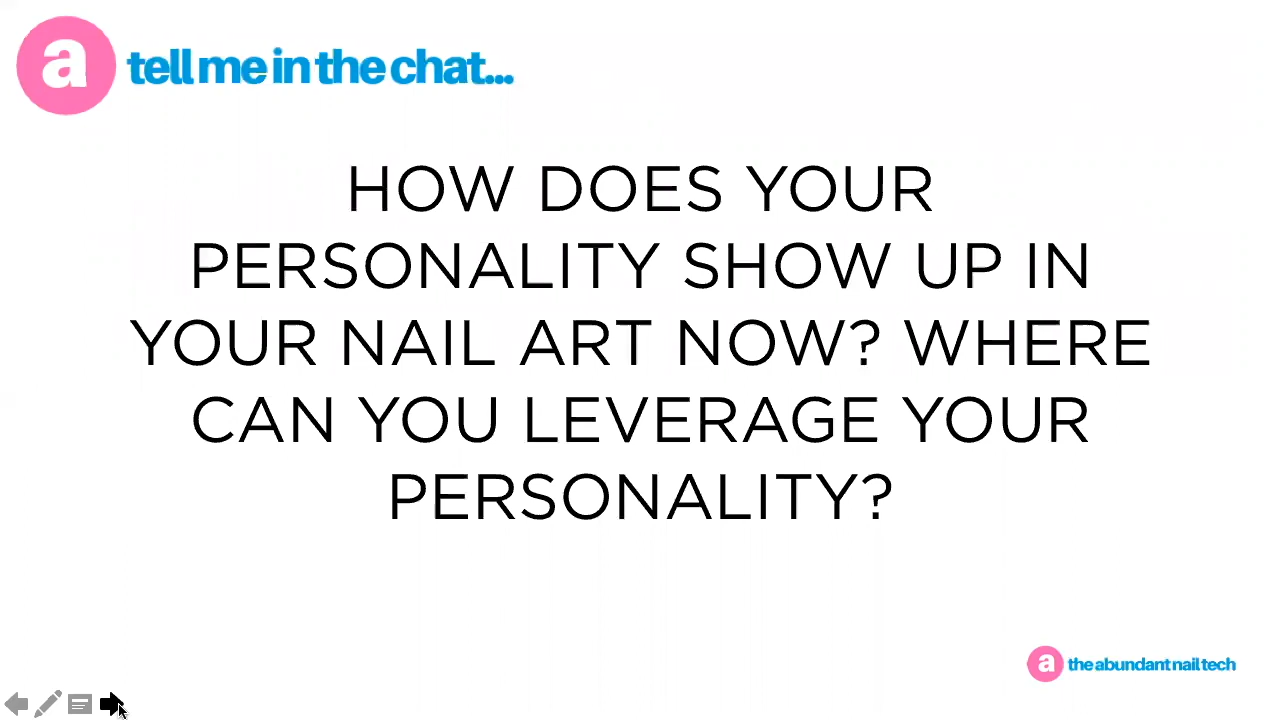 a tell me in the chat...
HOW DOES YOUR
PERSONALITY SHOW UP IN
YOUR NAIL ART NOW? WHERE
CAN YOU LEVERAGE YOUR
PERSONALITY?
a the abundant nail tech